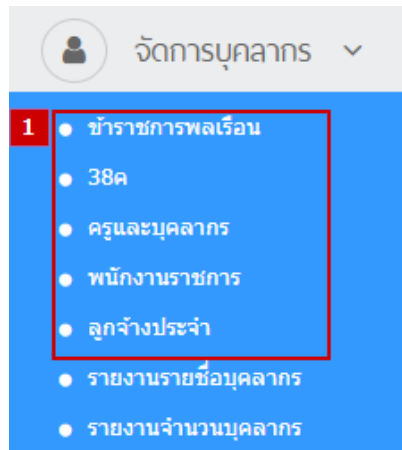 จัดการบุคลากร
1
ข้าราชการพลเรือน
38ค
ครูและบุคลากร
พนักงานราชการ
ลูกจ้างประจำ
รายงานรายชื่อบุคลากร
รายงานจำนวนบุคลากร